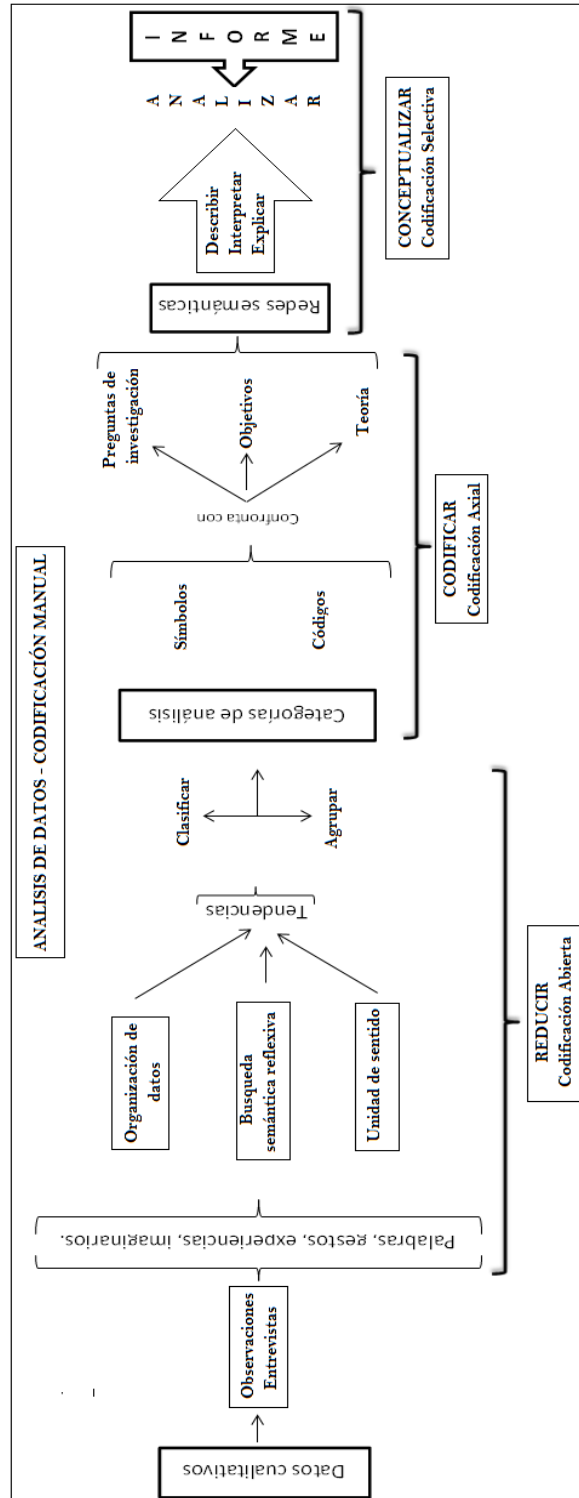 ANALISIS DE DATOS - CODIFICACIÓN MANUAL
Datos cualitativos
Observaciones
Entrevistas
Palabras, gestos, experiencias, imaginarios.
Organización de
datos
Busqueda
semántica reflexiva
Unidad de sentido
Tendencias
Clasificar
Agrupar
REDUCIR
Codificación Abierta
Categorías de análisis
Símbolos
Códigos
Confronta con
Preguntas de
investigación
Objetivos
Teoría
CODIFICAR
Codificación Axial
Redes semánticas
Describir
Interpretar
Explicar
ANALIZAR
INFORME
CONCEPTUALIZAR
Codificación Selectiva